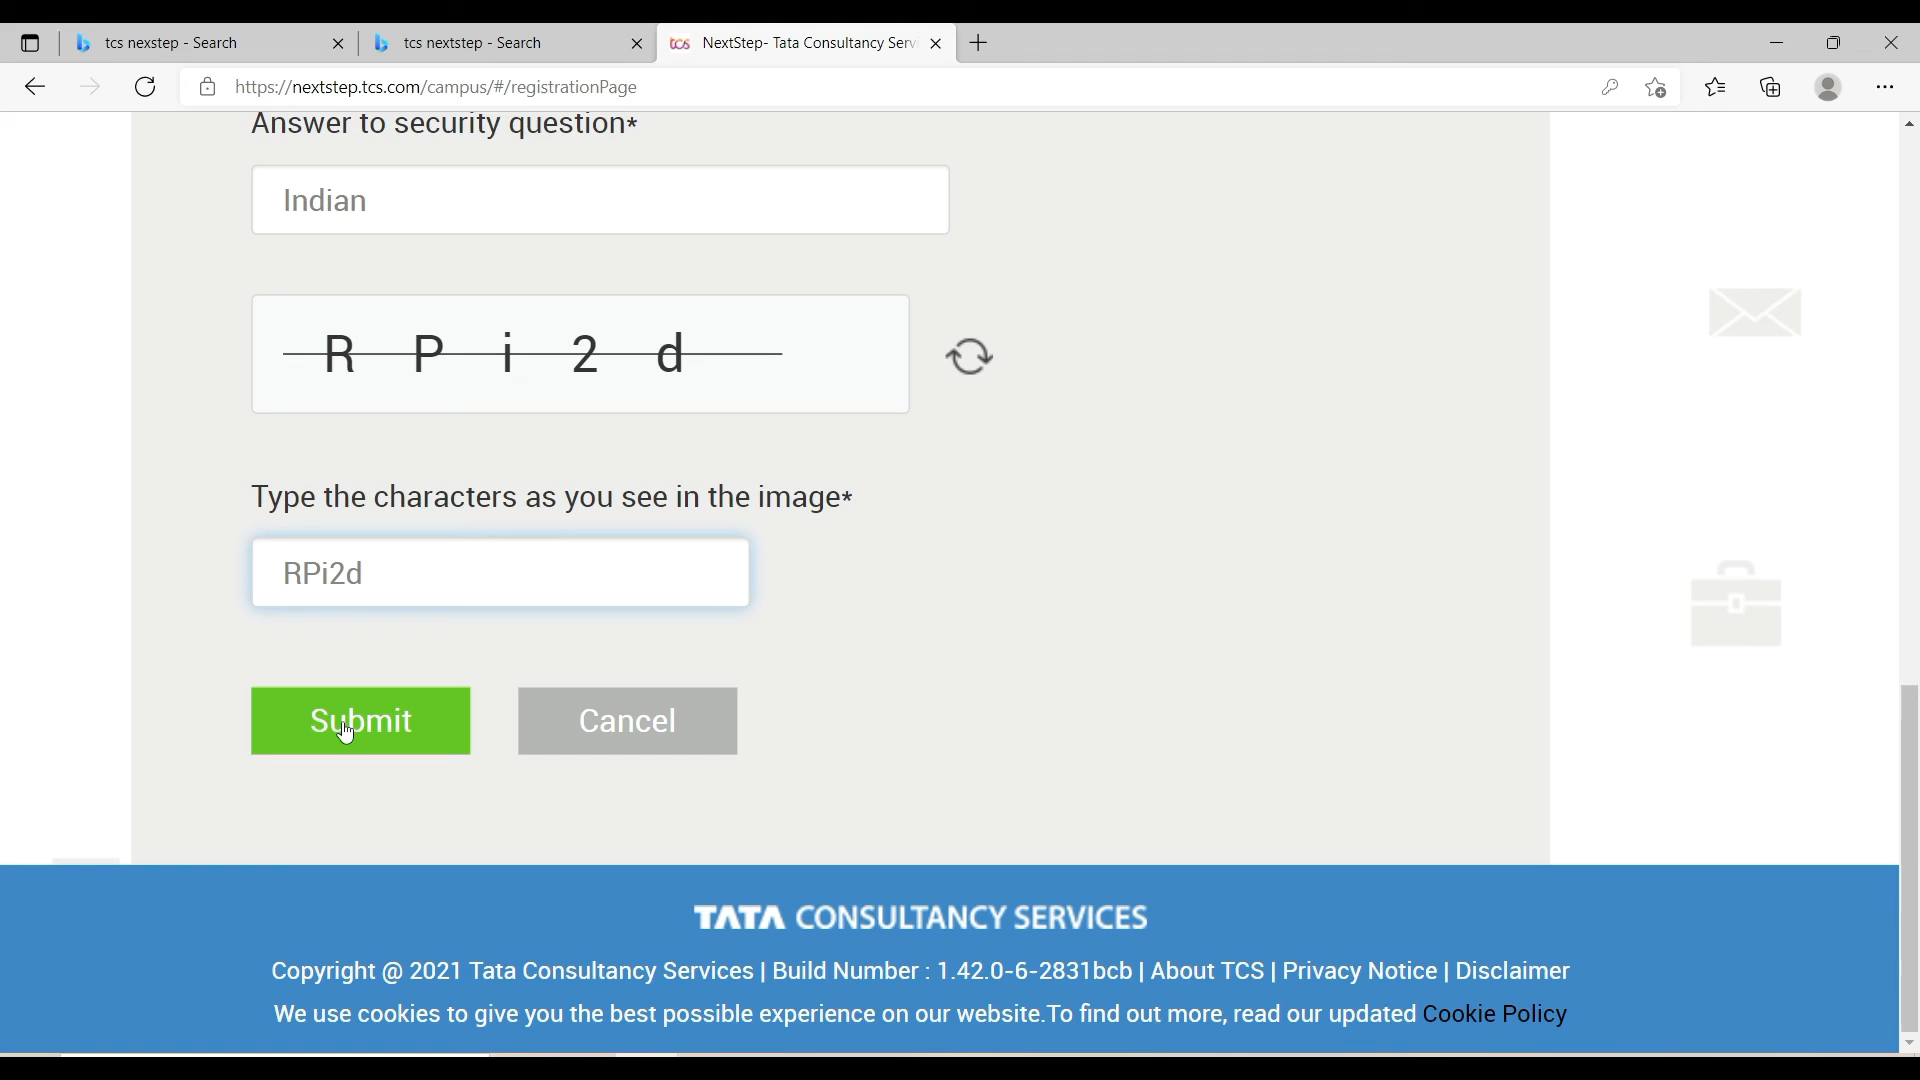 tcs nexstep - Search
tcs nextstep - Search
tcs NextStep- Tata Consultancy Serv
https://nextstep.tcs.com/campus/#/registrationPage
Answer to security question*
Indian
R P i 2 d
Type the characters as you see in the image*
RPi2d
Submit
Cancel
TATA CONSULTANCY SERVICES
Copyright @ 2021 Tata Consultancy Services | Build Number : 1.42.0-6-2831bcb | About TCS | Privacy Notice | Disclaimer
We use cookies to give you the best possible experience on our website.To find out more, read our updated Cookie Policy